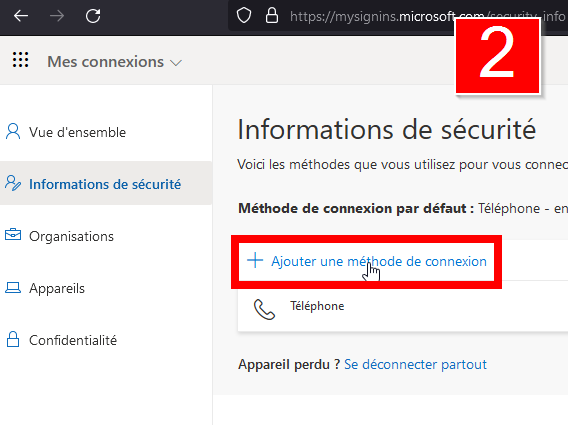 https://mysignins.microsoft.com/security-info
2
Mes connexions
Vue d'ensemble
Informations de sécurité
Organisations
Appareils
Confidentialité
Informations de sécurité
Voici les méthodes que vous utilisez pour vous connec
Méthode de connexion par défaut : Téléphone - en
Ajouter une méthode de connexion
Téléphone
Appareil perdu ? Se déconnecter partout